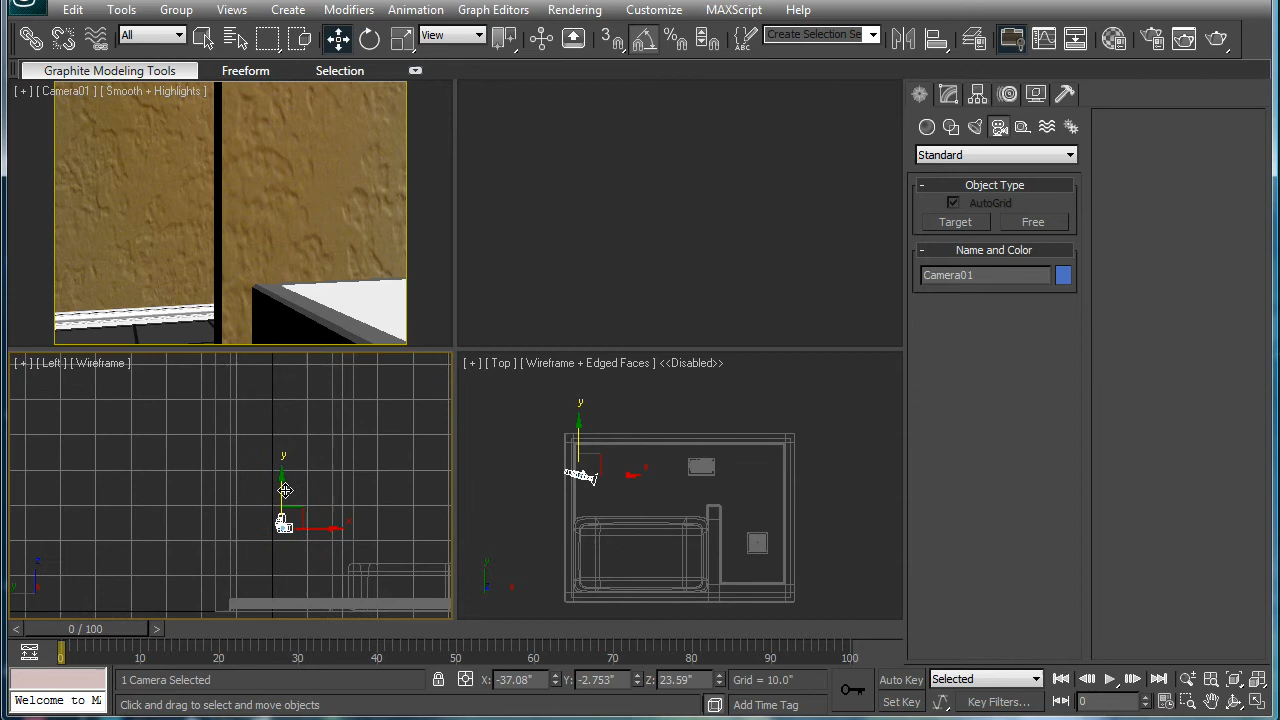 Edit Tools Group Views Create Modifiers Animation Graph Editors Rendering Customize MAXScript Help
All View 3 Create Selection Se
Graphite Modeling Tools Freeform Selection
[ + ] [ Camera01 ] [ Smooth + Highlights ]
Standard
- Object Type
AutoGrid
Target Free
- Name and Color
Camera01
[ + ] [ Left ] [ Wireframe ]
[ + ] [ Top ] [ Wireframe + Edged Faces ] <<Disabled>>
y
y
x
x
z
y
y
x
< 0 / 100 >
0 10 20 30 40 50 60 70 80 90 100
1 Camera Selected X: -37.08" Y: -2.753" Z: 23.59" Grid = 10.0" Auto Key Selected
Welcome to MA Click and drag to select and move objects Add Time Tag Set Key Key Filters... 0